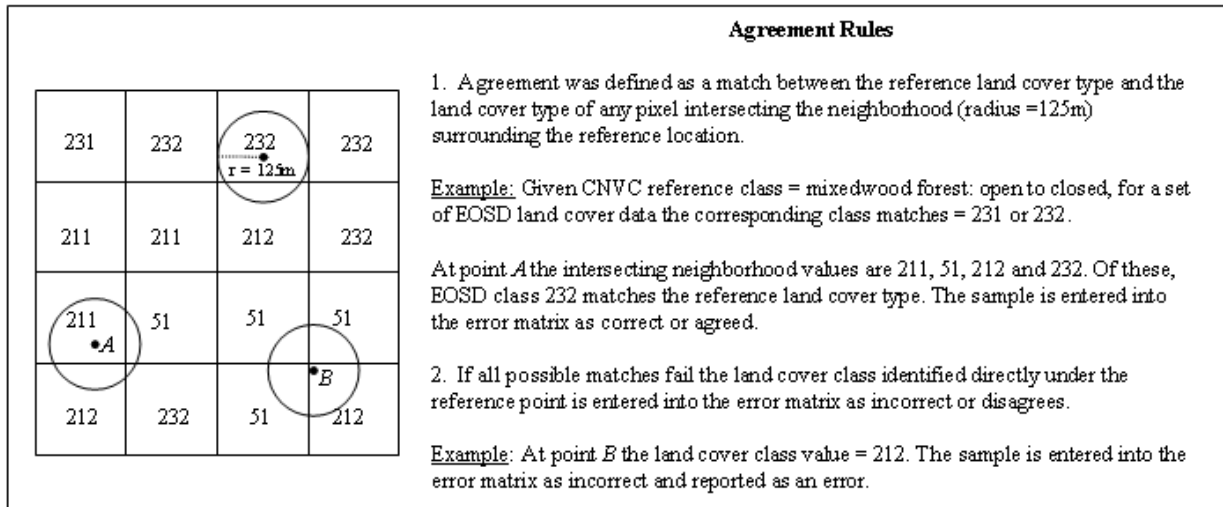 Agreement Rules
1. Agreement was defined as a match between the reference land cover type and the
land cover type of any pixel intersecting the neighborhood (radius =125m)
surrounding the reference location.
Example: Given CNVC reference class = mixedwood forest: open to closed, for a set
of EOSD land cover data the corresponding class matches = 231 or 232.
At point A the intersecting neighborhood values are 211, 51, 212 and 232. Of these,
EOSD class 232 matches the reference land cover type. The sample is entered into
the error matrix as correct or agreed.
2. If all possible matches fail the land cover class identified directly under the
reference point is entered into the error matrix as incorrect or disagrees.
Example: At point B the land cover class value = 212. The sample is entered into the
error matrix as incorrect and reported as an error.
231 232 232 232
r = 125m
211 211 212 232
211 51 51 51
A
B
212 232 51 212